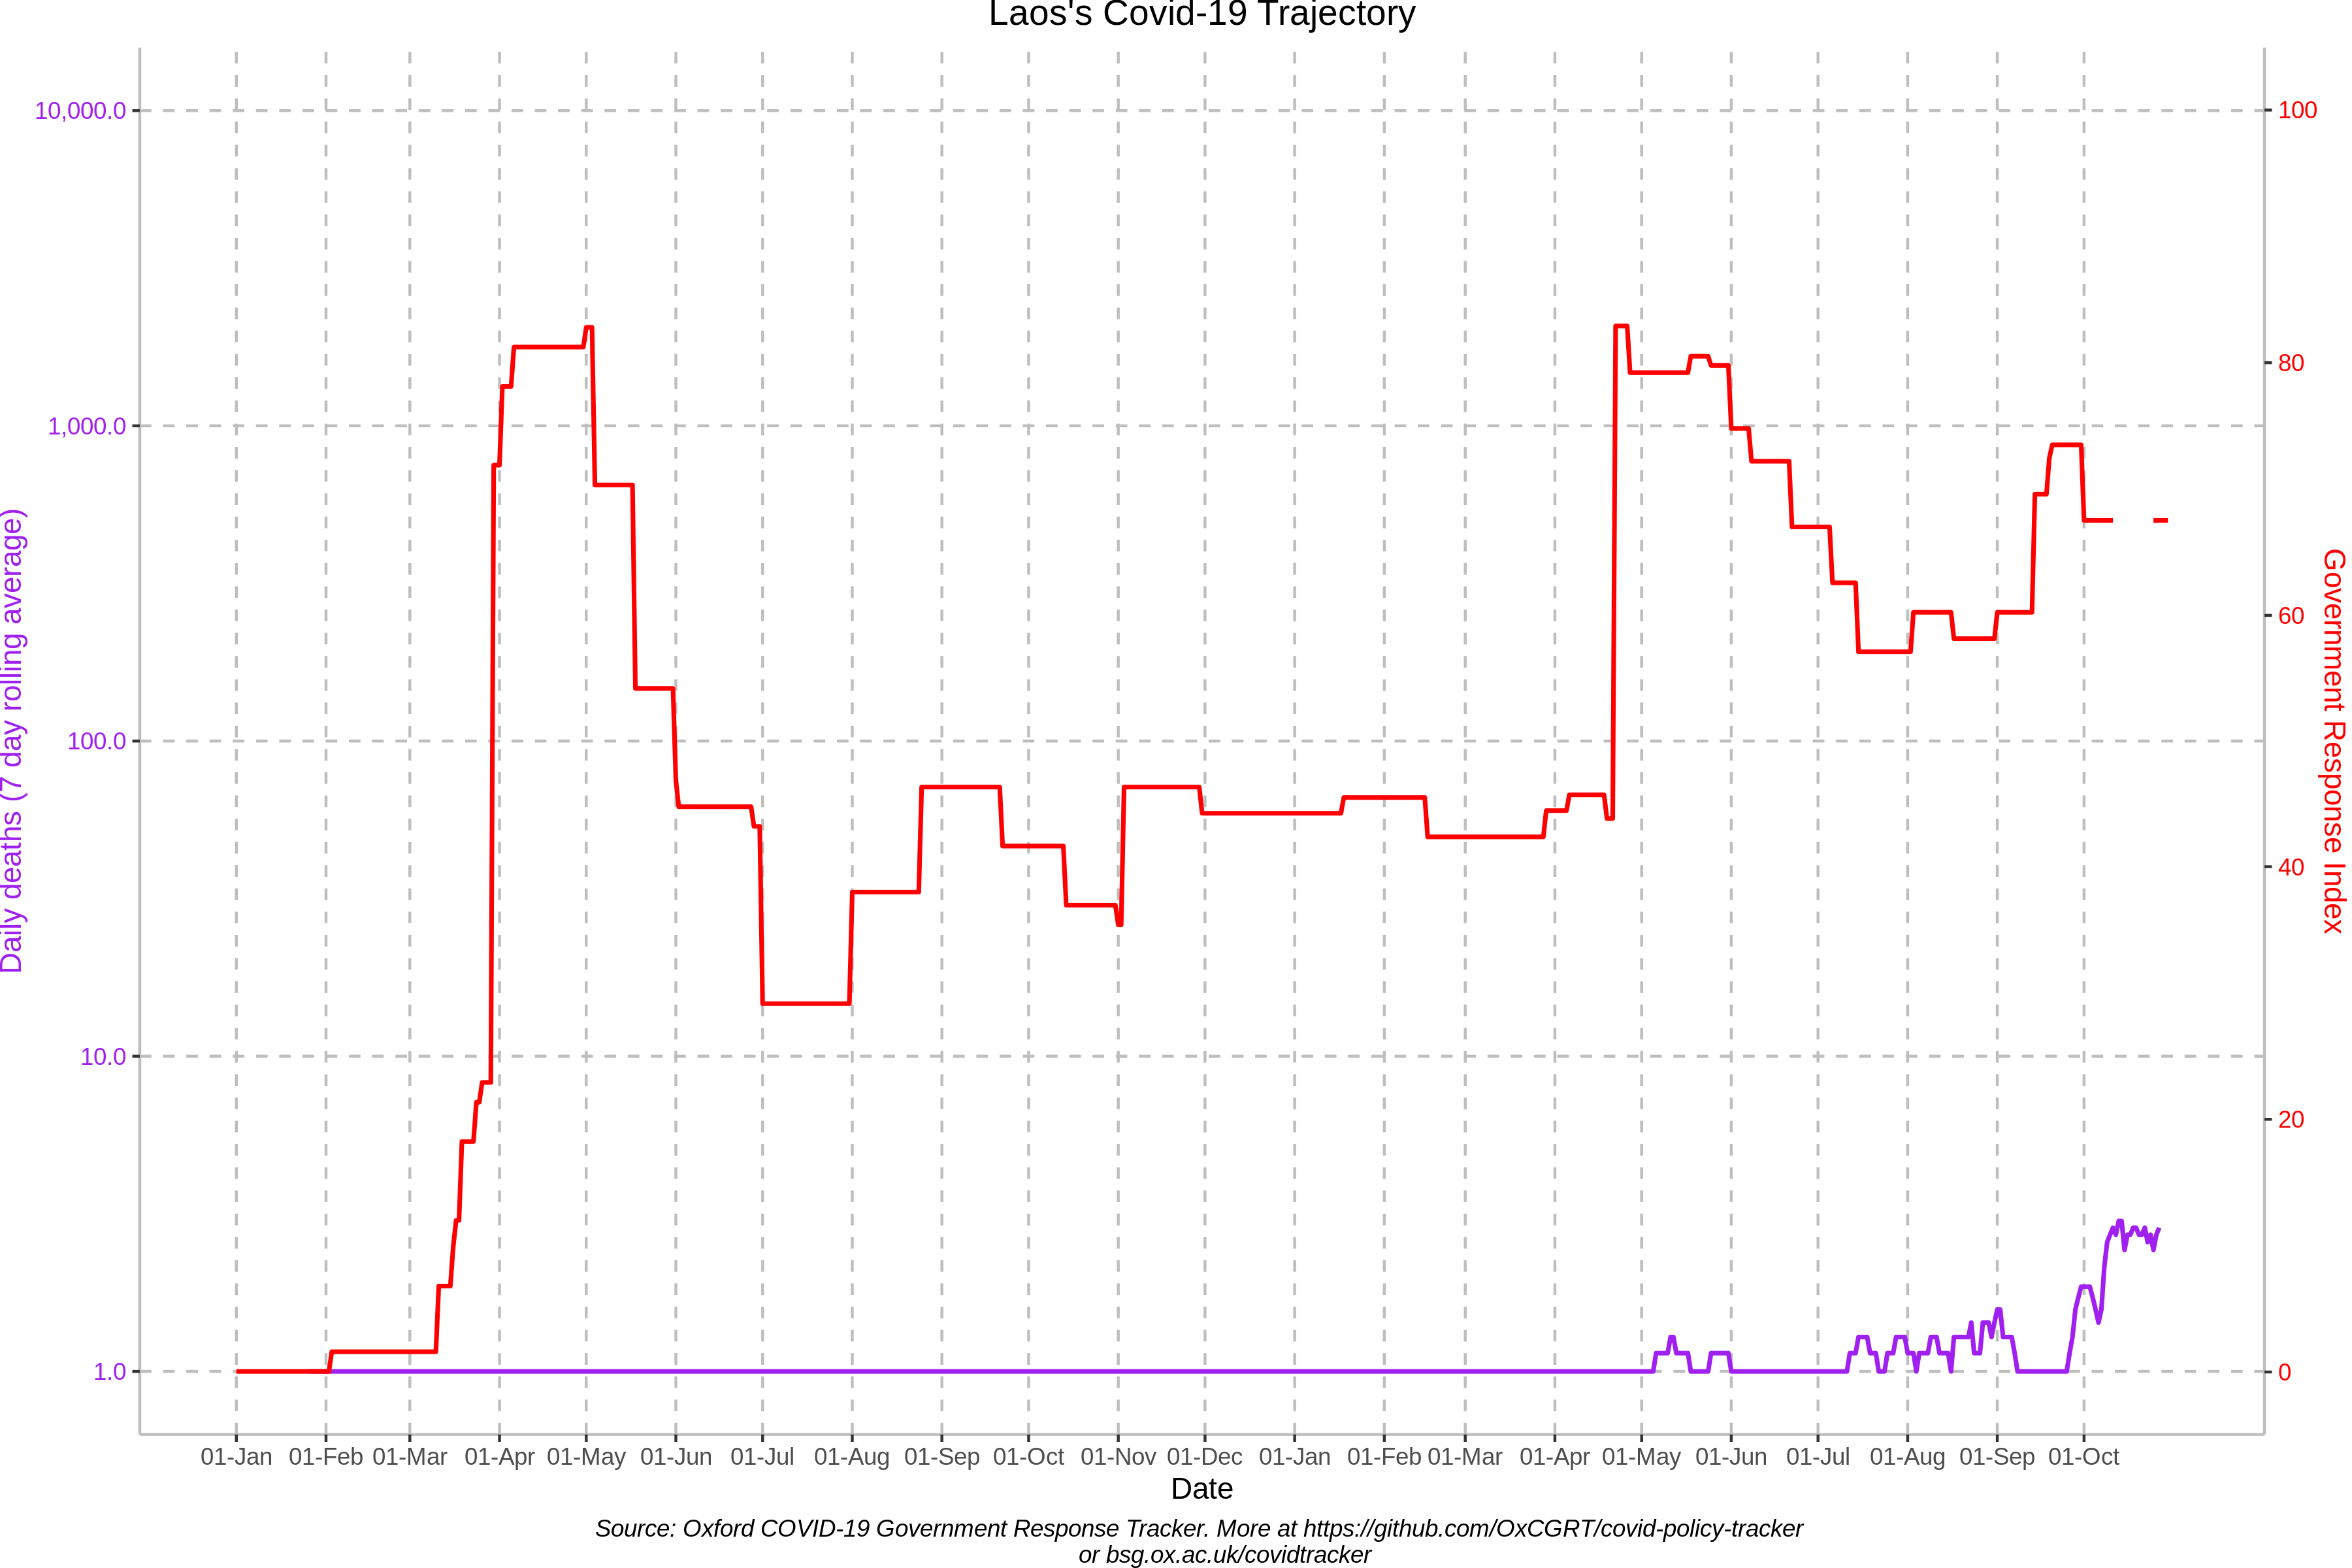 Laos's Covid-19 Trajectory
10,000.0
1,000.0
100.0
10.0
1.0
Daily deaths (7 day rolling average)
100
80
60
40
20
0
Government Response Index
01-Jan 01-Feb 01-Mar 01-Apr 01-May 01-Jun 01-Jul 01-Aug 01-Sep 01-Oct 01-Nov 01-Dec 01-Jan 01-Feb 01-Mar 01-Apr 01-May 01-Jun 01-Jul 01-Aug 01-Sep 01-Oct
Date
Source: Oxford COVID-19 Government Response Tracker. More at https://github.com/OxCGRT/covid-policy-tracker
or bsg.ox.ac.uk/covidtracker